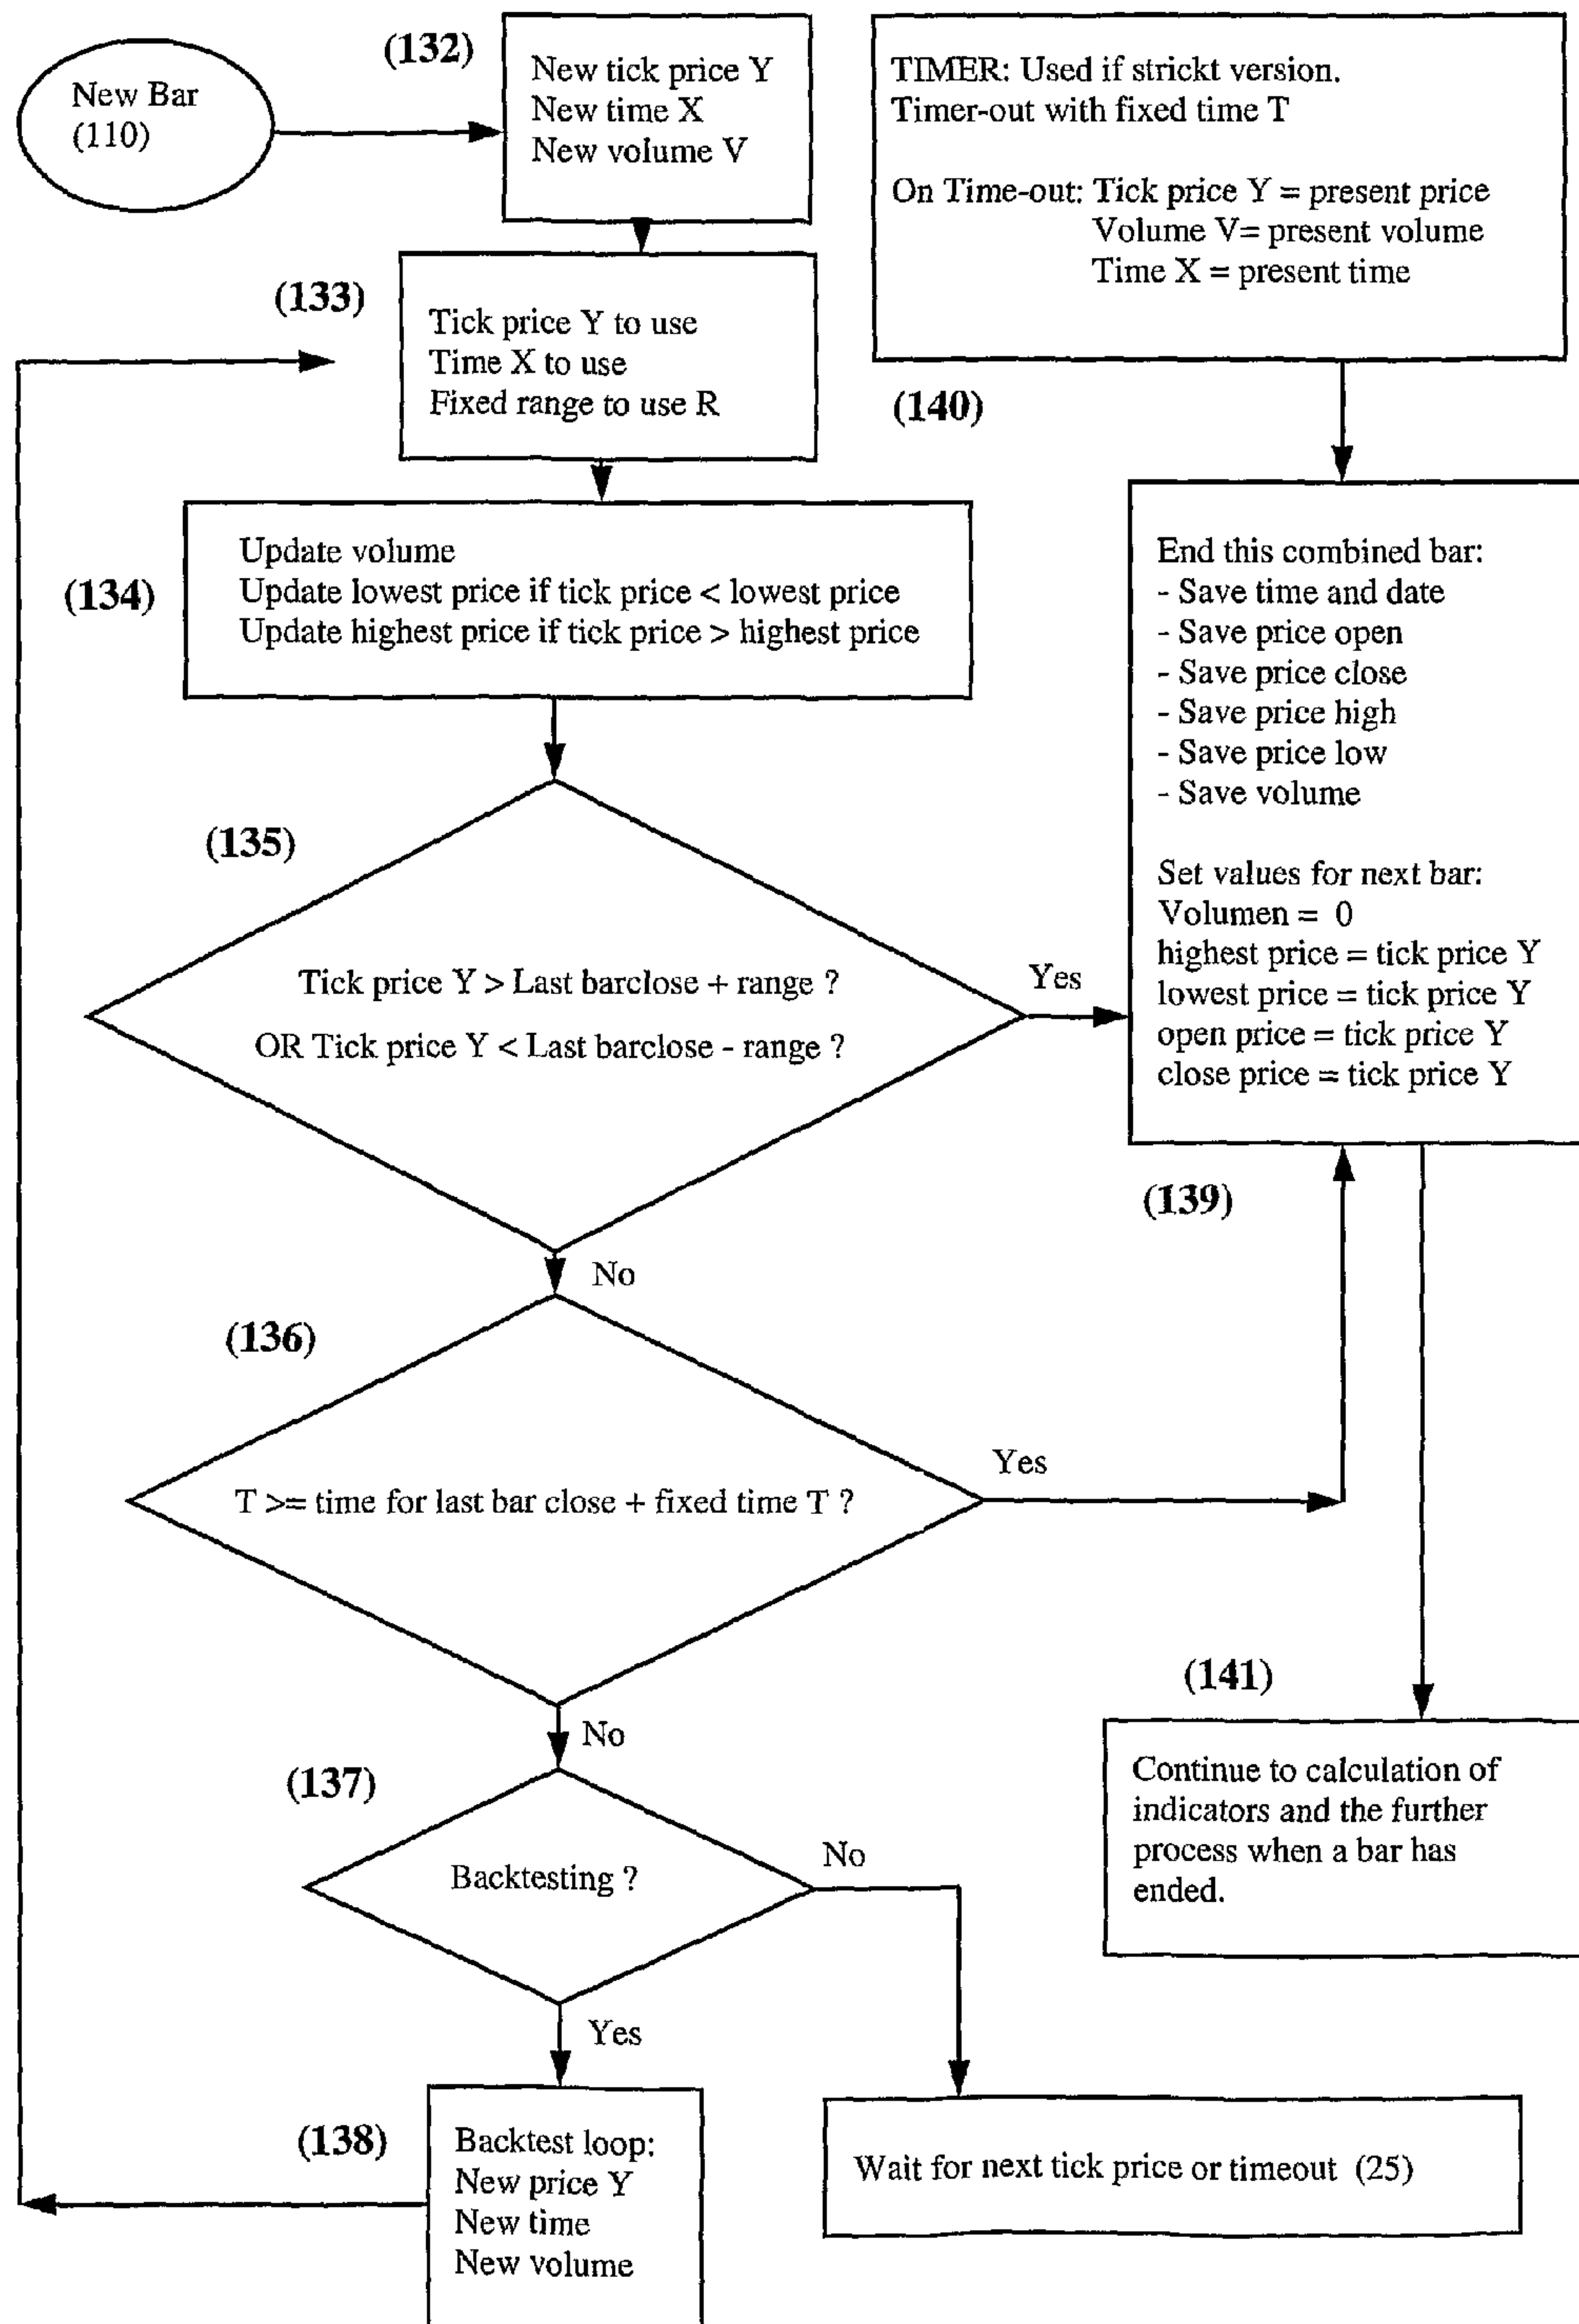 New Bar
(110)
(132)
New tick price Y
New time X
New volume V
TIMER: Used if strickt version.
Timer-out with fixed time T
On Time-out: Tick price Y = present price
Volume V= present volume
Time X = present time
(140)
(133)
Tick price Y to use
Time X to use
Fixed range to use R
(134)
Update volume
Update lowest price if tick price < lowest price
Update highest price if tick price > highest price
(135)
Tick price Y > Last barclose + range ?
OR Tick price Y < Last barclose - range ?
Yes
No
End this combined bar:
- Save time and date
- Save price open
- Save price close
- Save price high
- Save price low
- Save volume
Set values for next bar:
Volumen = 0
highest price = tick price Y
lowest price = tick price Y
open price = tick price Y
close price = tick price Y
(139)
(136)
T >= time for last bar close + fixed time T ?
Yes
No
(141)
Continue to calculation of
indicators and the further
process when a bar has
ended.
(137)
Backtesting ?
No
Yes
(138)
Backtest loop:
New price Y
New time
New volume
Wait for next tick price or timeout (25)